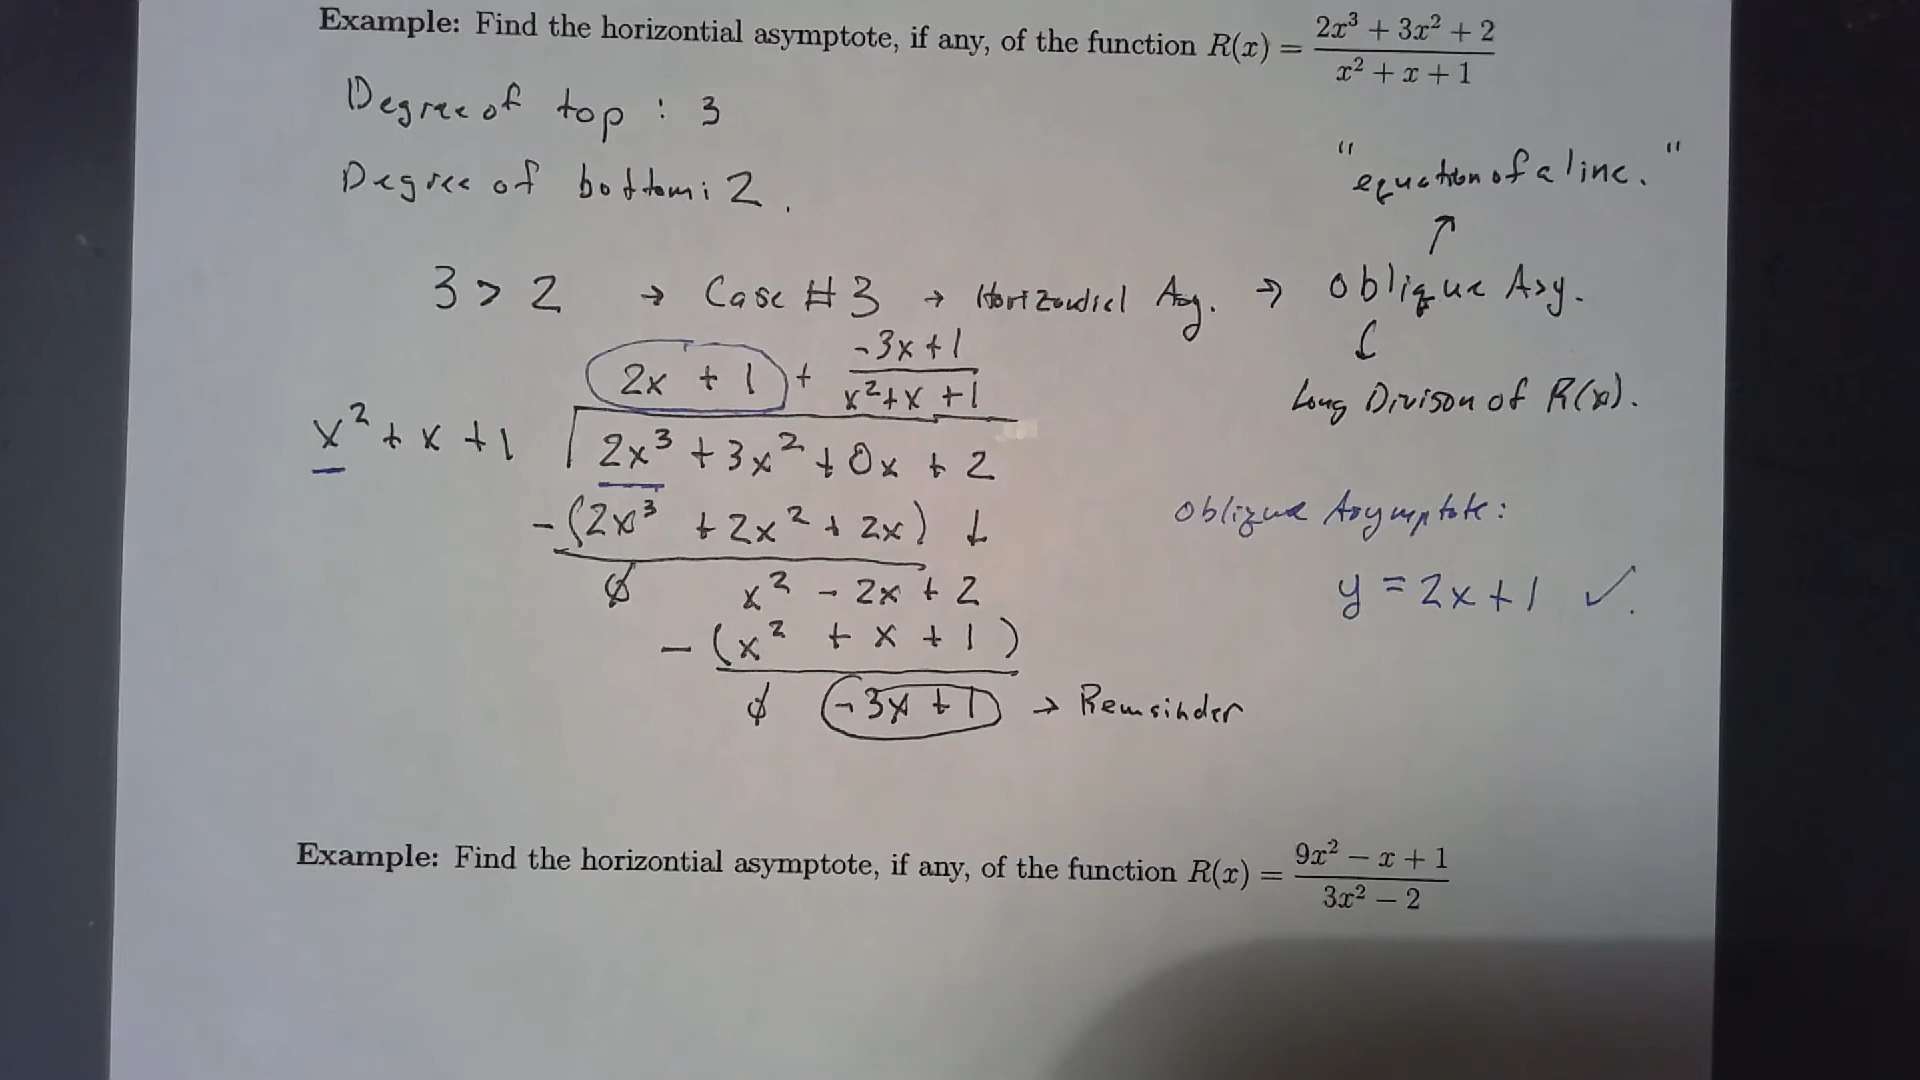 Example: Find the horizontial asymptote, if any, of the function R(x) = (2x³ + 3x² + 2)/(x² + x + 1)
Degree of top : 3
"equation of a line."
Degree of bottom: 2.
↗
3 > 2 → Case # 3 → Horizondial Asy. → Oblique Asy.
↓
2x + 1 + (-3x + 1)/(x² + x + 1)
Long Divison of R(x).
x² + x + 1 | 2x³ + 3x² + 0x + 2
- (2x³ + 2x² + 2x) ↓
Oblique Asymptote:
0 x² - 2x + 2
y = 2x + 1 ✓.
- (x² + x + 1)
0 -3x + 1 → Remainder
Example: Find the horizontial asymptote, if any, of the function R(x) = (9x² − x + 1)/(3x² − 2)